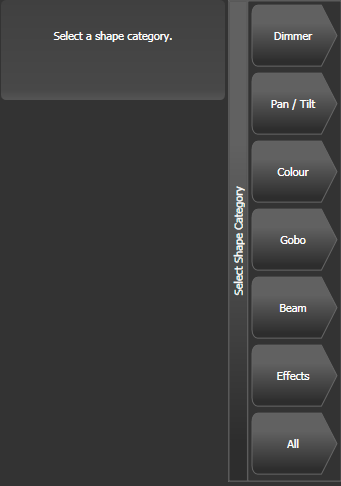 Select a shape category.
Select Shape Category
Dimmer
Pan / Tilt
Colour
Gobo
Beam
Effects
All